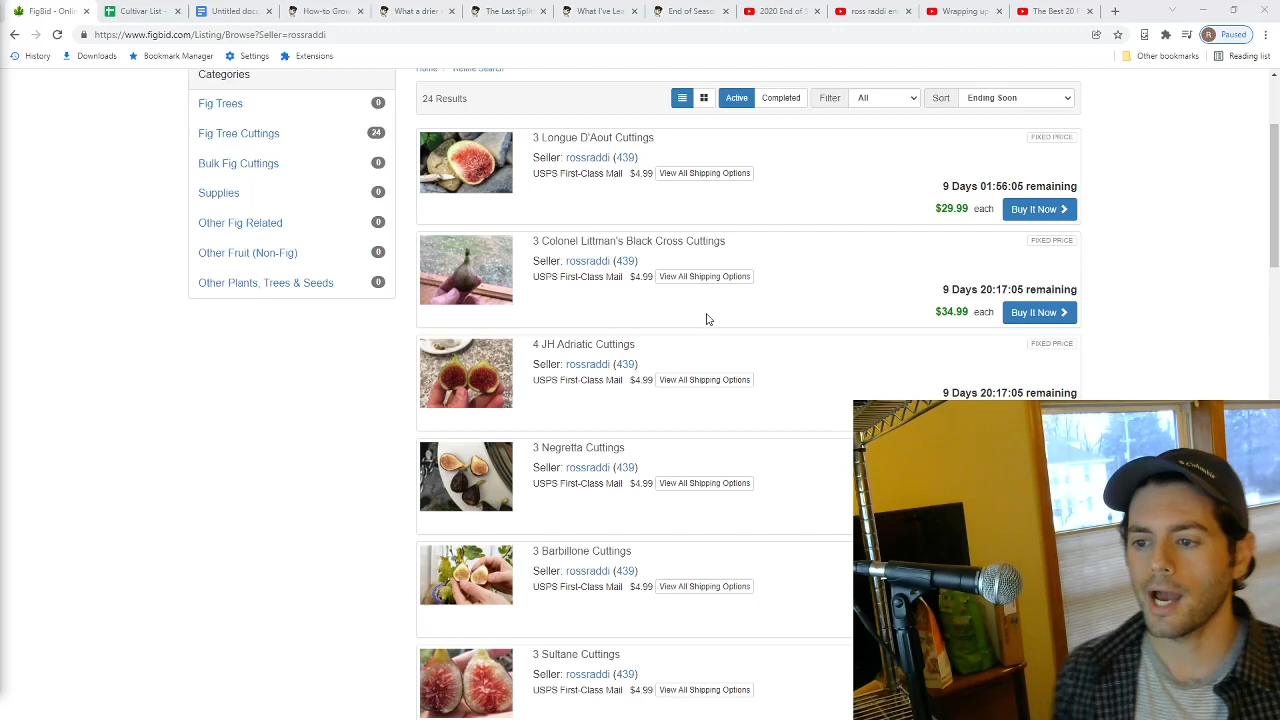 FigBid - Onlin
Cultivar List -
Untitled docu
How-to Grow
What a drier
The Last Split
What I've Lea
End of Season
2020 End of S
ross raddi en
Wrapping up
The Best 20 F
https://www.figbid.com/Listing/Browse?Seller=rossraddi
R Paused
History
Downloads
Bookmark Manager
Settings
Extensions
Other bookmarks
Reading list
Categories
Fig Trees 0
Fig Tree Cuttings 24
Bulk Fig Cuttings 0
Supplies 0
Other Fig Related 0
Other Fruit (Non-Fig) 0
Other Plants, Trees & Seeds 0
Home / Refine Search
24 Results
Active
Completed
Filter
All
Sort
Ending Soon
3 Longue D'Aout Cuttings
FIXED PRICE
Seller: rossraddi (439)
USPS First-Class Mail $4.99 View All Shipping Options
9 Days 01:56:05 remaining
$29.99 each Buy It Now
3 Colonel Littman's Black Cross Cuttings
FIXED PRICE
Seller: rossraddi (439)
USPS First-Class Mail $4.99 View All Shipping Options
9 Days 20:17:05 remaining
$34.99 each Buy It Now
4 JH Adriatic Cuttings
FIXED PRICE
Seller: rossraddi (439)
USPS First-Class Mail $4.99 View All Shipping Options
9 Days 20:17:05 remaining
3 Negretta Cuttings
Seller: rossraddi (439)
USPS First-Class Mail $4.99 View All Shipping Options
3 Barbillone Cuttings
Seller: rossraddi (439)
USPS First-Class Mail $4.99 View All Shipping Options
3 Sultane Cuttings
Seller: rossraddi (439)
USPS First-Class Mail $4.99 View All Shipping Options
Columbia